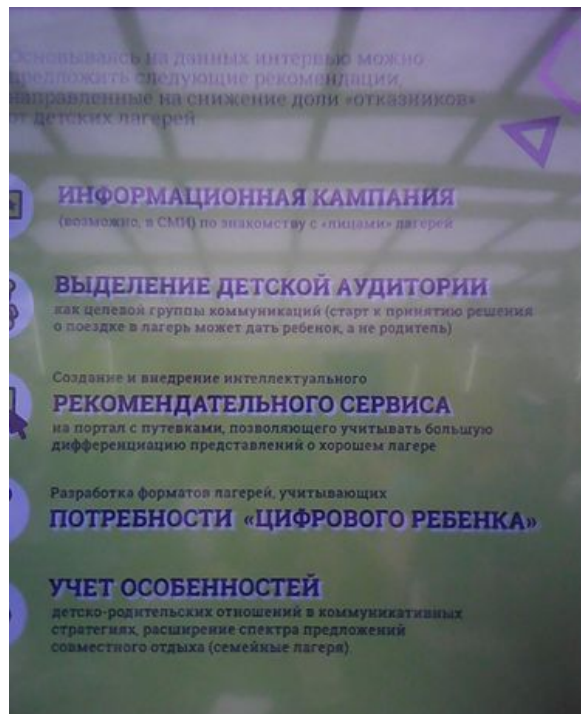 Основываясь на данных интервью можно
предложить следующие рекомендации,
направленные на снижение доли «отказников»
от детских лагерей
ИНФОРМАЦИОННАЯ КАМПАНИЯ
(возможно, в СМИ) по знакомству с «лицами» лагерей
ВЫДЕЛЕНИЕ ДЕТСКОЙ АУДИТОРИИ
как целевой группы коммуникаций (старт к принятию решения
о поездке в лагерь может дать ребенок, а не родитель)
Создание и внедрение интеллектуального
РЕКОМЕНДАТЕЛЬНОГО СЕРВИСА
на портал с путевками, позволяющего учитывать большую
дифференциацию представлений о хорошем лагере
Разработка форматов лагерей, учитывающих
ПОТРЕБНОСТИ «ЦИФРОВОГО РЕБЕНКА»
УЧЕТ ОСОБЕННОСТЕЙ
детско-родительских отношений в коммуникативных
стратегиях, расширение спектра предложений
совместного отдыха (семейные лагеря)